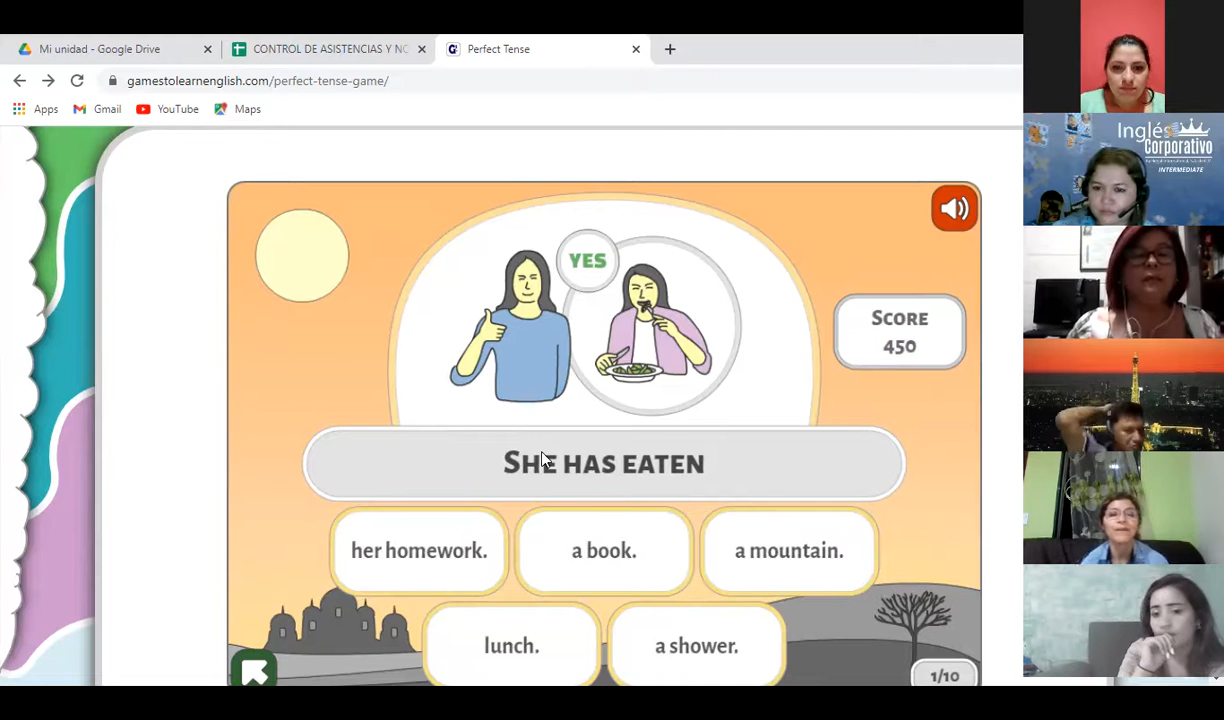 Mi unidad - Google Drive
CONTROL DE ASISTENCIAS Y NO
Perfect Tense
gamestolearnenglish.com/perfect-tense-game/
Apps
Gmail
YouTube
Maps
Inglés
Corporativo
INTERMEDIATE
YES
SCORE
450
SHE HAS EATEN
her homework.
a book.
a mountain.
lunch.
a shower.
1/10